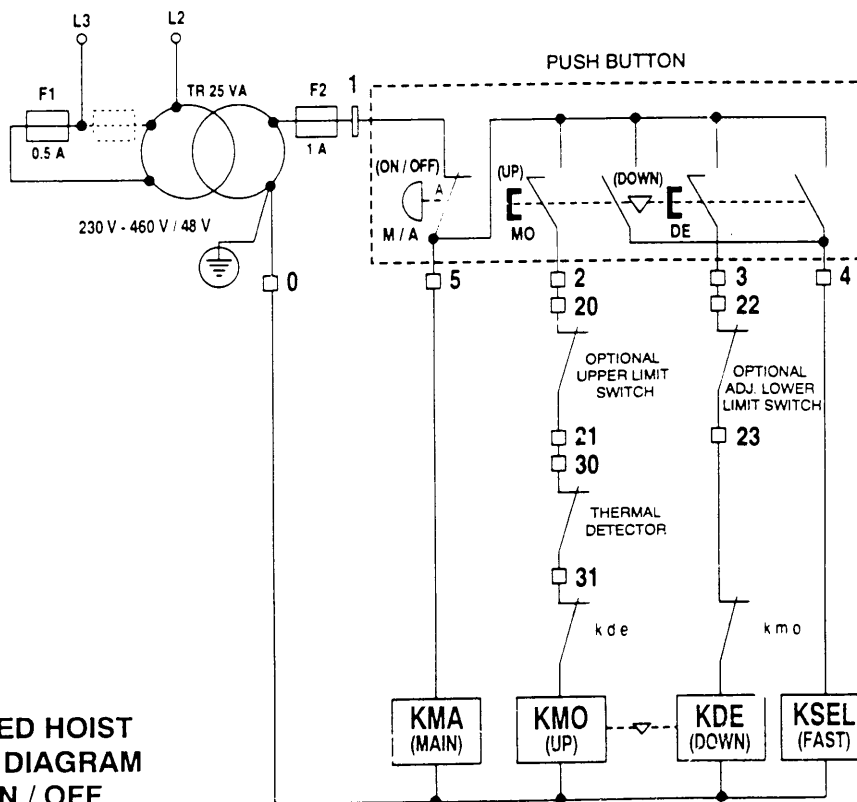 L3
L2
PUSH BUTTON
F1
TR 25 VA
F2
1
0.5 A
1 A
(ON / OFF)
A
(UP)
(DOWN)
M / A
MO
DE
230 V - 460 V / 48 V
0
5
2
3
4
20
22
OPTIONAL
UPPER LIMIT
SWITCH
OPTIONAL
ADJ. LOWER
LIMIT SWITCH
21
23
30
THERMAL
DETECTOR
31
kde
kmo
KMA
(MAIN)
KMO
(UP)
KDE
(DOWN)
KSEL
(FAST)
ED HOIST
DIAGRAM
N / OFF